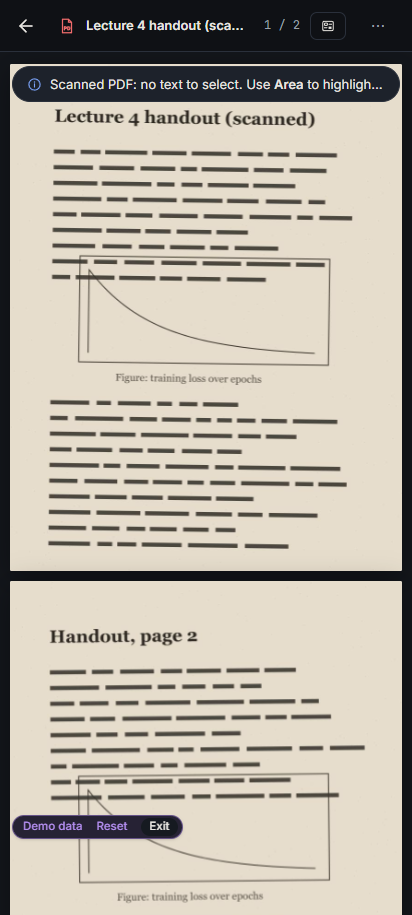 Lecture 4 handout (sca...
1 / 2
Scanned PDF: no text to select. Use Area to highligh...
Lecture 4 handout (scanned)
Figure: training loss over epochs
Handout, page 2
Demo data Reset Exit
Figure: training loss over epochs